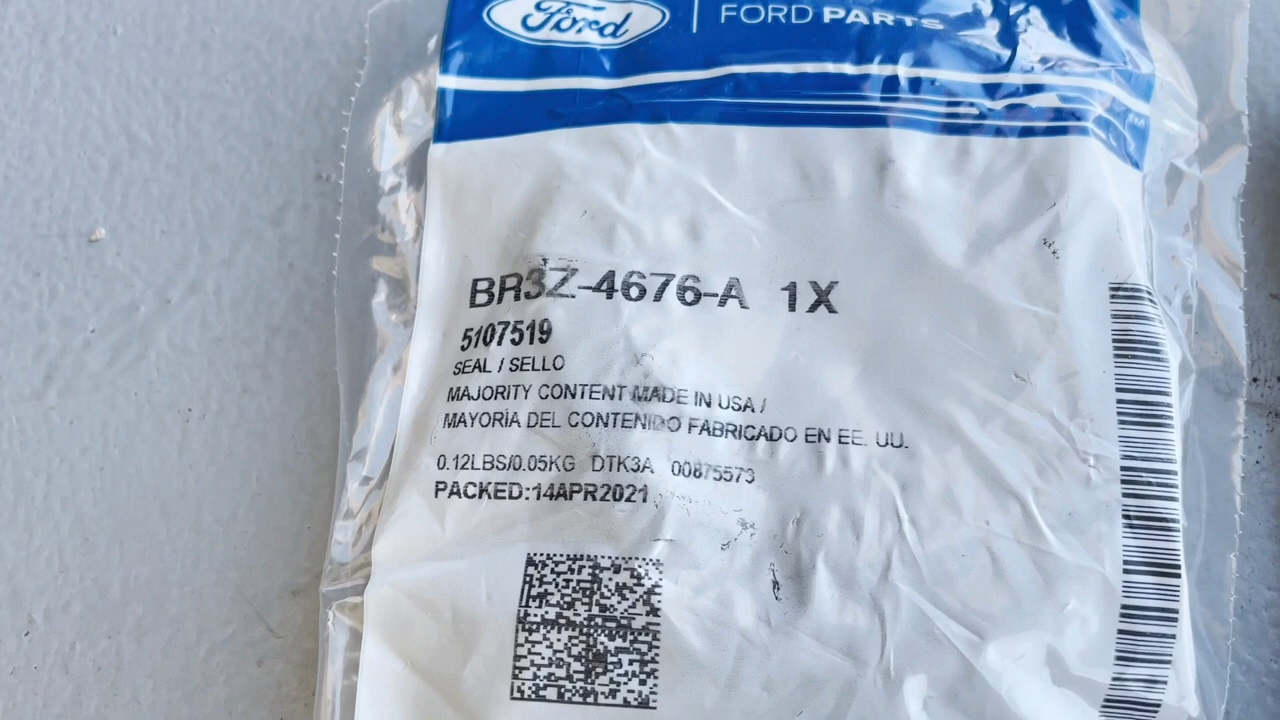 Ford
FORD PARTS
BR3Z-4676-A 1X
5107519
SEAL / SELLO
MAJORITY CONTENT MADE IN USA /
MAYORÍA DEL CONTENIDO FABRICADO EN EE. UU.
0.12LBS/0.05KG DTK3A 00875573
PACKED:14APR2021